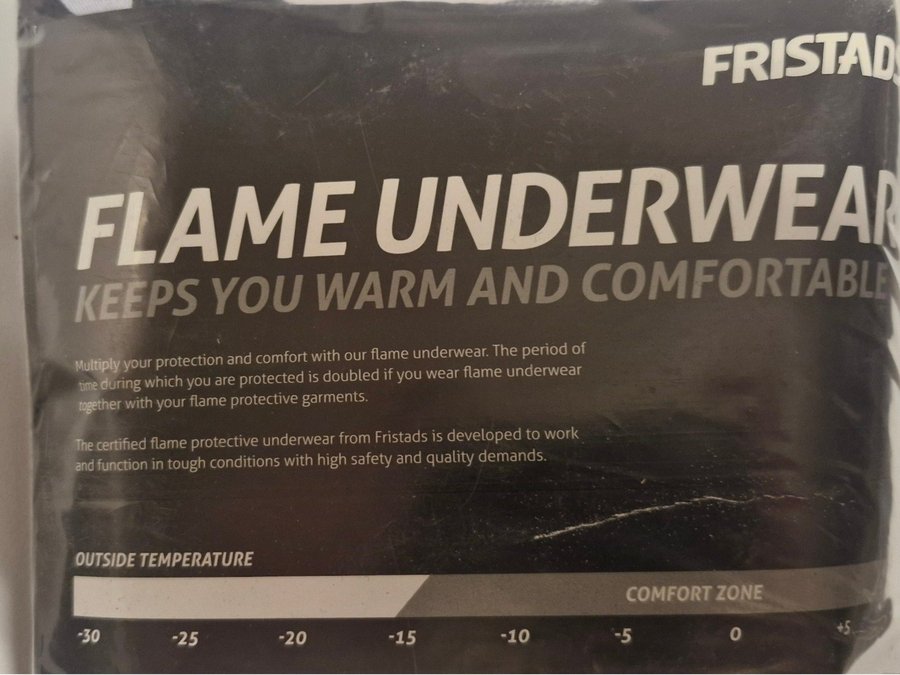 FRISTADS
FLAME UNDERWEAR
KEEPS YOU WARM AND COMFORTABLE
Multiply your protection and comfort with our flame underwear. The period of
time during which you are protected is doubled if you wear flame underwear
together with your flame protective garments.
The certified flame protective underwear from Fristads is developed to work
and function in tough conditions with high safety and quality demands.
OUTSIDE TEMPERATURE
COMFORT ZONE
-30 -25 -20 -15 -10 -5 0 +5